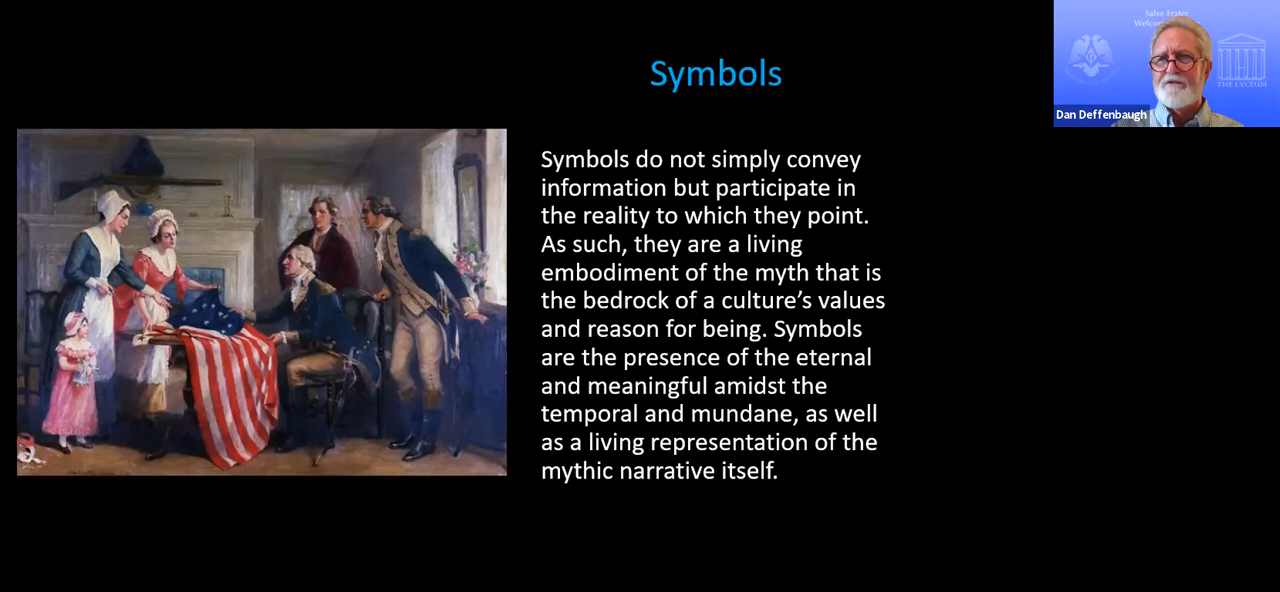 Symbols
Symbols do not simply convey
information but participate in
the reality to which they point.
As such, they are a living
embodiment of the myth that is
the bedrock of a culture’s values
and reason for being. Symbols
are the presence of the eternal
and meaningful amidst the
temporal and mundane, as well
as a living representation of the
mythic narrative itself.
Salve Frater
THE LYCEUM
Dan Deffenbaugh